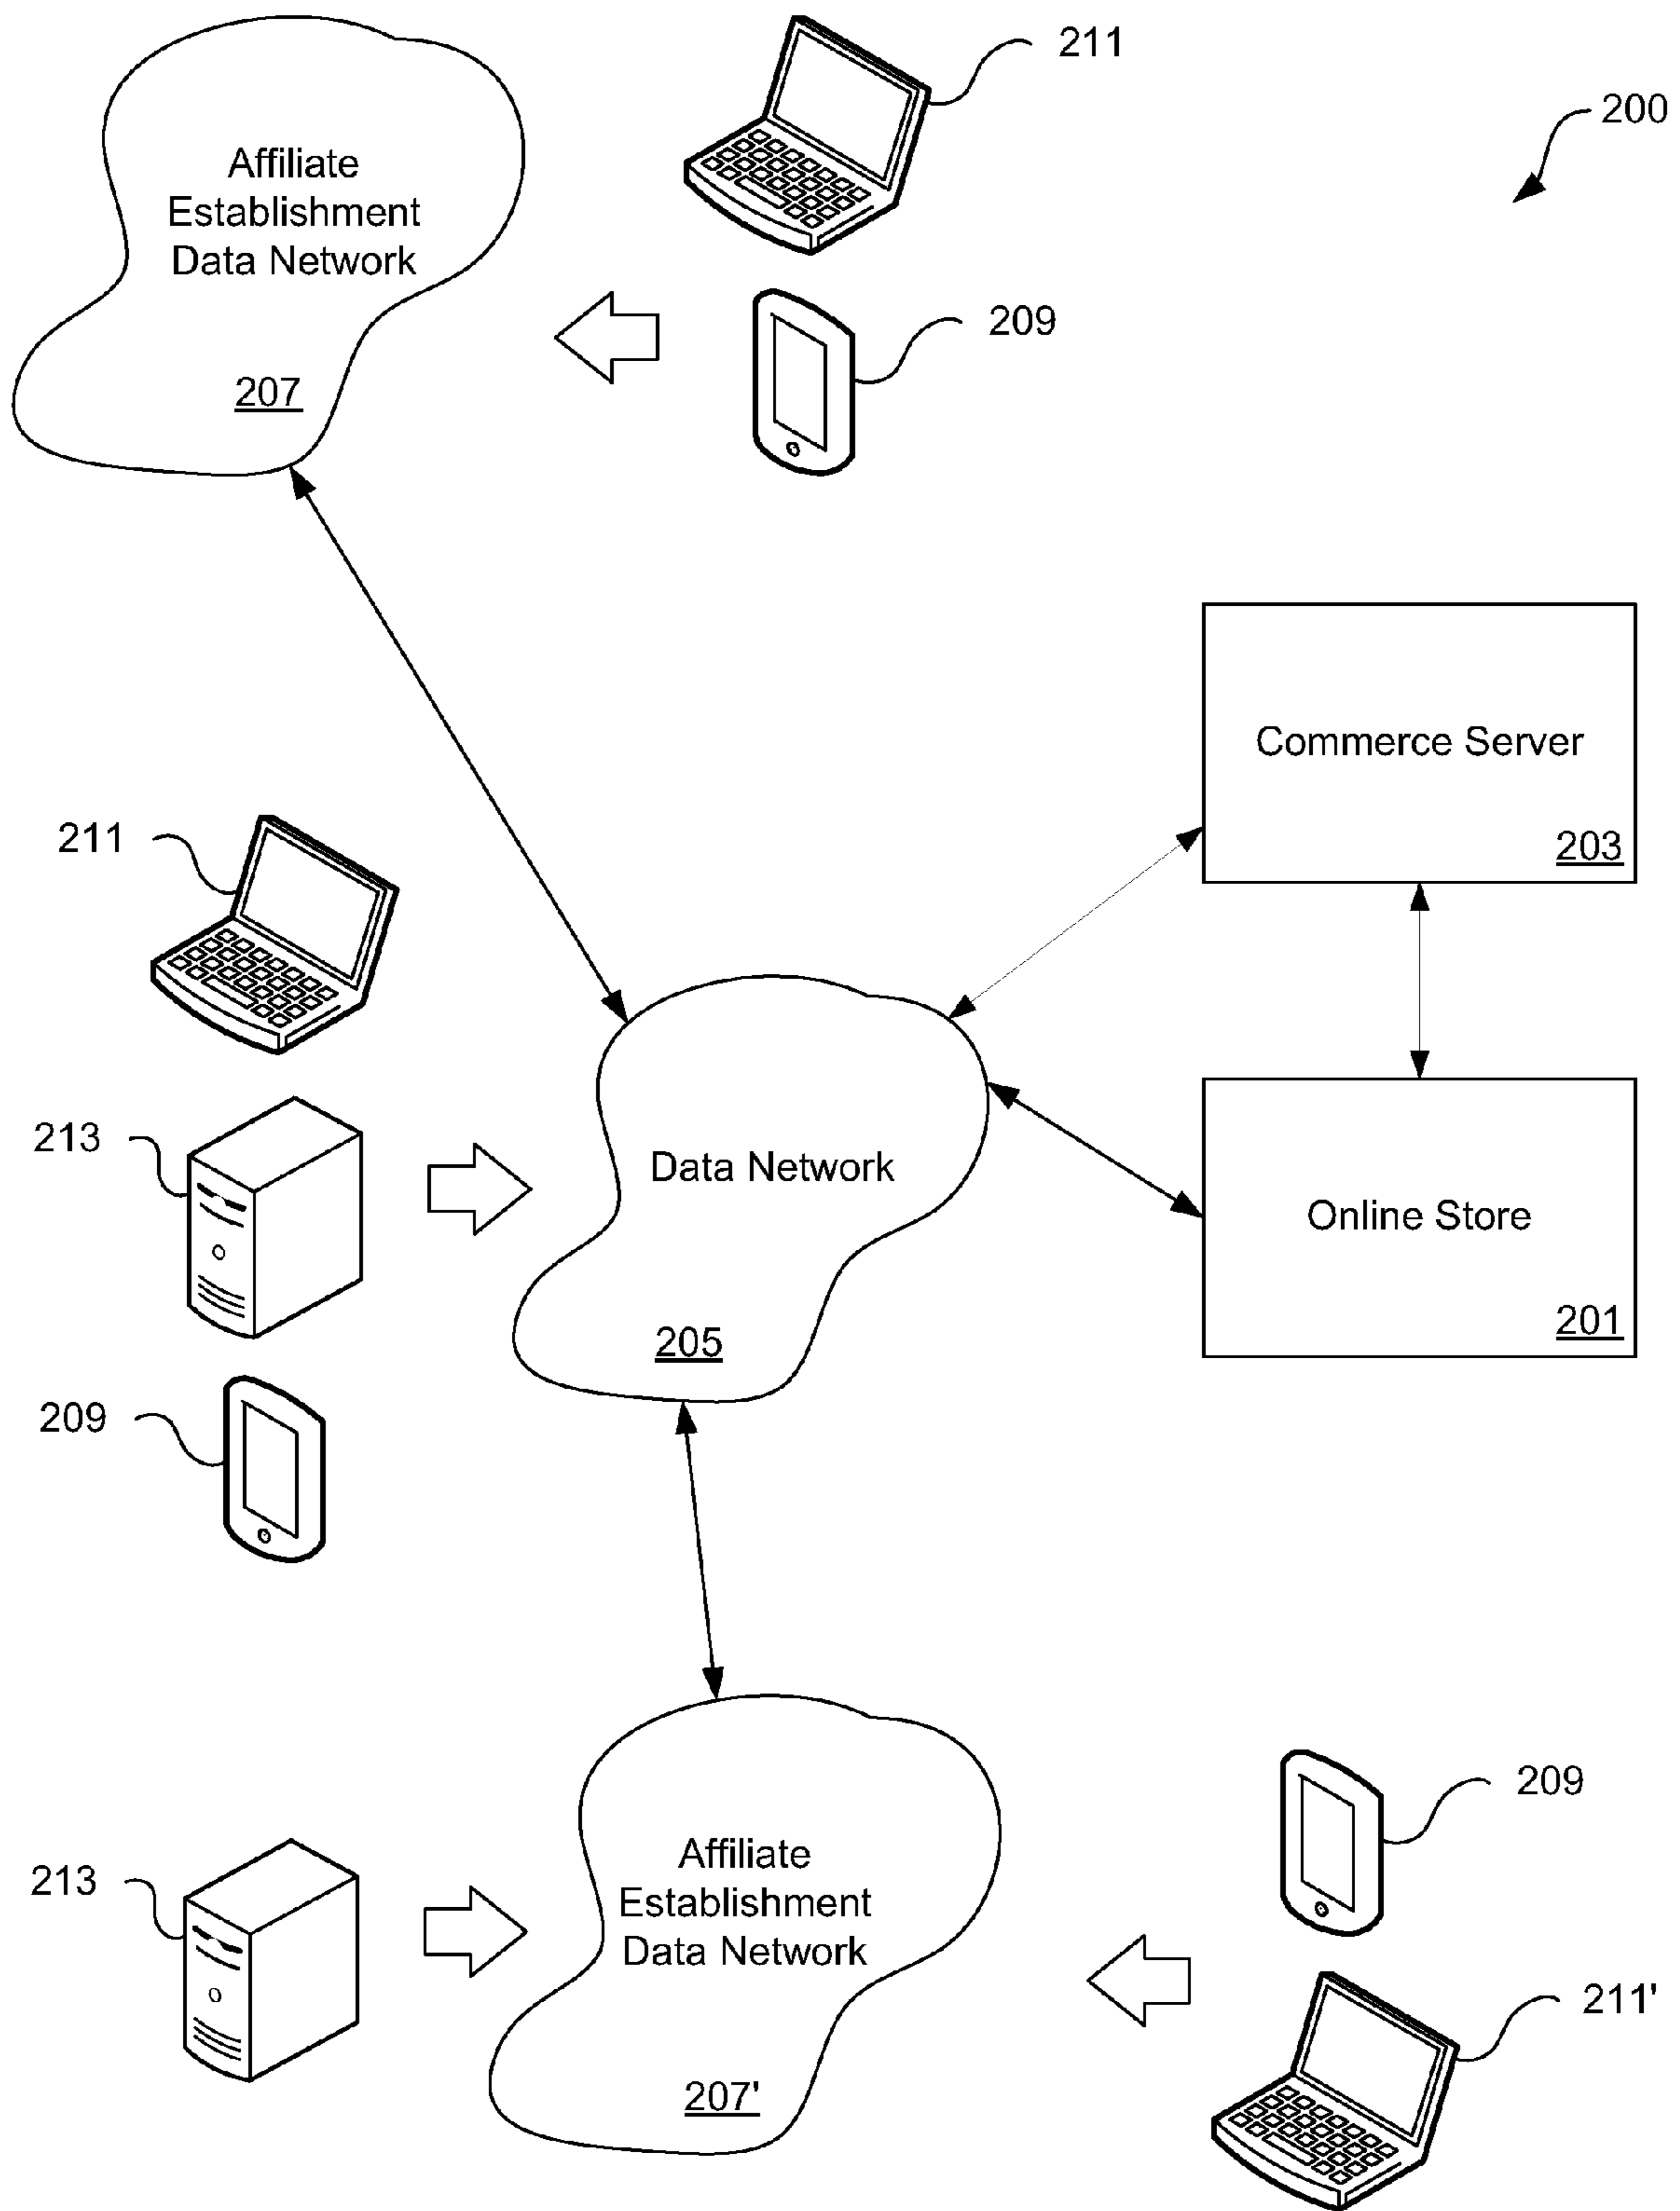 211
200
Affiliate
Establishment
Data Network
207
209
Commerce Server
203
211
213
Data Network
205
Online Store
201
209
209
213
Affiliate
Establishment
Data Network
207'
211'